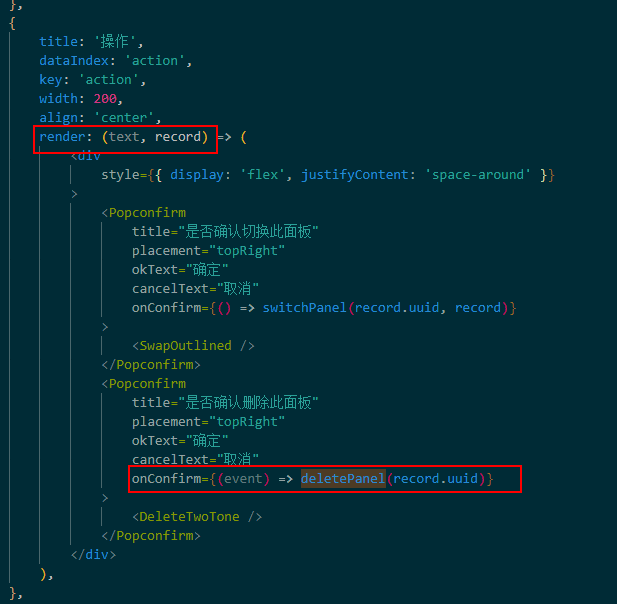 },
{
title: '操作',
dataIndex: 'action',
key: 'action',
width: 200,
align: 'center',
render: (text, record) => (
<div
style={{ display: 'flex', justifyContent: 'space-around' }}
>
<Popconfirm
title="是否确认切换此面板"
placement="topRight"
okText="确定"
cancelText="取消"
onConfirm={() => switchPanel(record.uuid, record)}
>
<SwapOutlined />
</Popconfirm>
<Popconfirm
title="是否确认删除此面板"
placement="topRight"
okText="确定"
cancelText="取消"
onConfirm={(event) => deletePanel(record.uuid)}
>
<DeleteTwoTone />
</Popconfirm>
</div>
),
},